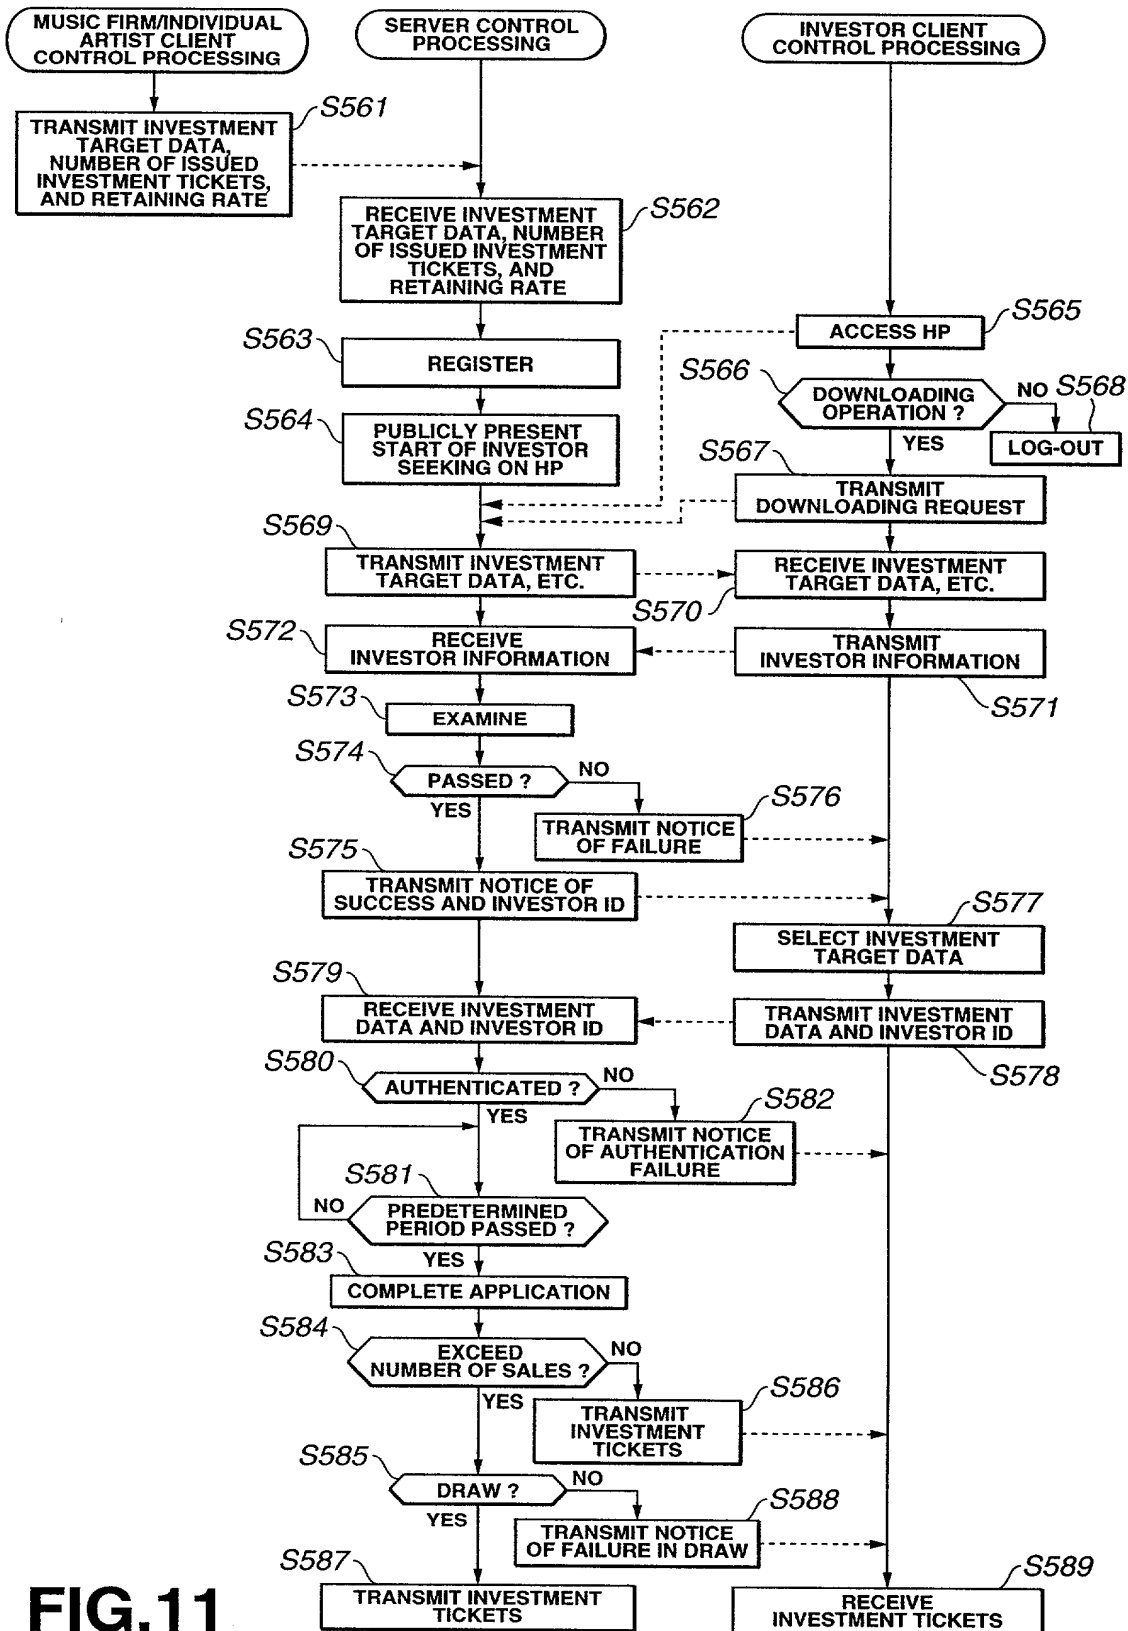 MUSIC FIRM/INDIVIDUAL
ARTIST CLIENT
CONTROL PROCESSING
SERVER CONTROL
PROCESSING
INVESTOR CLIENT
CONTROL PROCESSING
S561
TRANSMIT INVESTMENT
TARGET DATA,
NUMBER OF ISSUED
INVESTMENT TICKETS,
AND RETAINING RATE
S562
RECEIVE INVESTMENT
TARGET DATA, NUMBER
OF ISSUED INVESTMENT
TICKETS, AND
RETAINING RATE
S563
REGISTER
S564
PUBLICLY PRESENT
START OF INVESTOR
SEEKING ON HP
S565
ACCESS HP
S566
DOWNLOADING
OPERATION ?
NO
S568
LOG-OUT
YES
S567
TRANSMIT
DOWNLOADING REQUEST
S569
TRANSMIT INVESTMENT
TARGET DATA, ETC.
RECEIVE INVESTMENT
TARGET DATA, ETC.
S570
S572
RECEIVE
INVESTOR INFORMATION
TRANSMIT
INVESTOR INFORMATION
S571
S573
EXAMINE
S574
PASSED ?
NO
YES
S576
TRANSMIT NOTICE
OF FAILURE
S575
TRANSMIT NOTICE OF
SUCCESS AND INVESTOR ID
S577
SELECT INVESTMENT
TARGET DATA
S579
RECEIVE INVESTMENT
DATA AND INVESTOR ID
TRANSMIT INVESTMENT
DATA AND INVESTOR ID
S578
S580
AUTHENTICATED ?
NO
YES
S582
TRANSMIT NOTICE
OF AUTHENTICATION
FAILURE
S581
NO
PREDETERMINED
PERIOD PASSED ?
YES
S583
COMPLETE APPLICATION
S584
EXCEED
NUMBER OF SALES ?
NO
YES
S586
TRANSMIT
INVESTMENT
TICKETS
S585
DRAW ?
NO
YES
S588
TRANSMIT NOTICE
OF FAILURE IN DRAW
S587
TRANSMIT INVESTMENT
TICKETS
S589
RECEIVE
INVESTMENT TICKETS
FIG.11